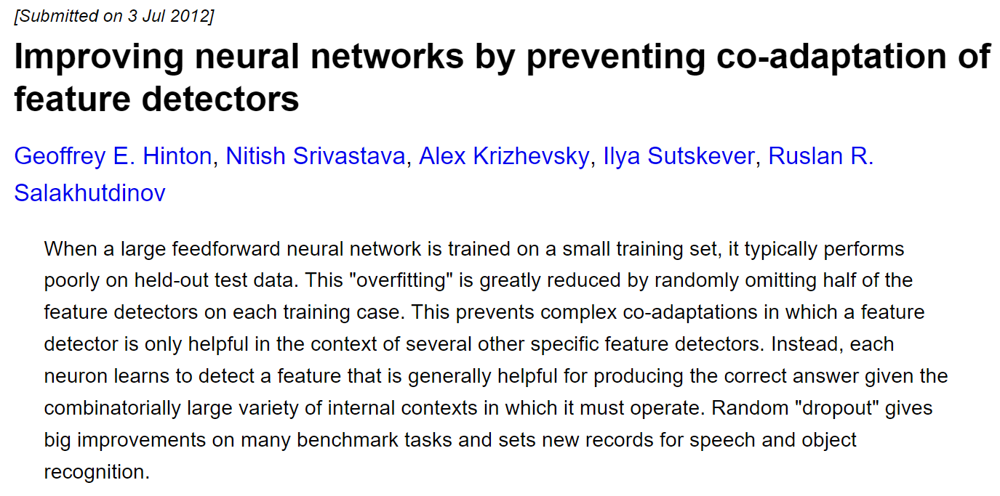 [Submitted on 3 Jul 2012]
Improving neural networks by preventing co-adaptation of
feature detectors
Geoffrey E. Hinton, Nitish Srivastava, Alex Krizhevsky, Ilya Sutskever, Ruslan R.
Salakhutdinov
When a large feedforward neural network is trained on a small training set, it typically performs
poorly on held-out test data. This "overfitting" is greatly reduced by randomly omitting half of the
feature detectors on each training case. This prevents complex co-adaptations in which a feature
detector is only helpful in the context of several other specific feature detectors. Instead, each
neuron learns to detect a feature that is generally helpful for producing the correct answer given the
combinatorially large variety of internal contexts in which it must operate. Random "dropout" gives
big improvements on many benchmark tasks and sets new records for speech and object
recognition.